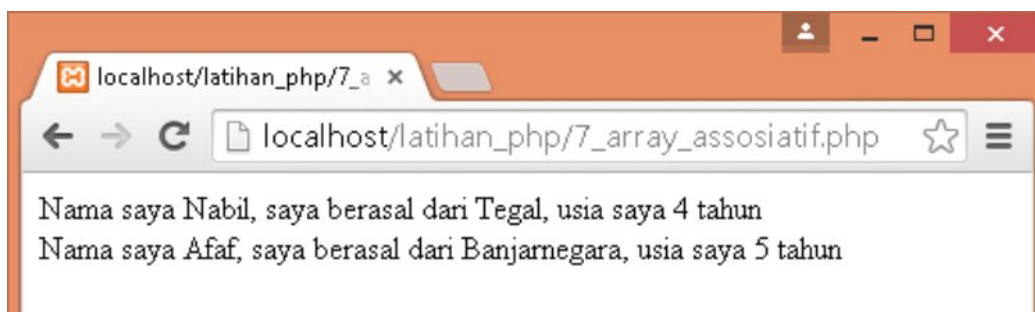 localhost/latihan_php/7_a
localhost/latihan_php/7_array_assosiatif.php
Nama saya Nabil, saya berasal dari Tegal, usia saya 4 tahun
Nama saya Afaf, saya berasal dari Banjarnegara, usia saya 5 tahun